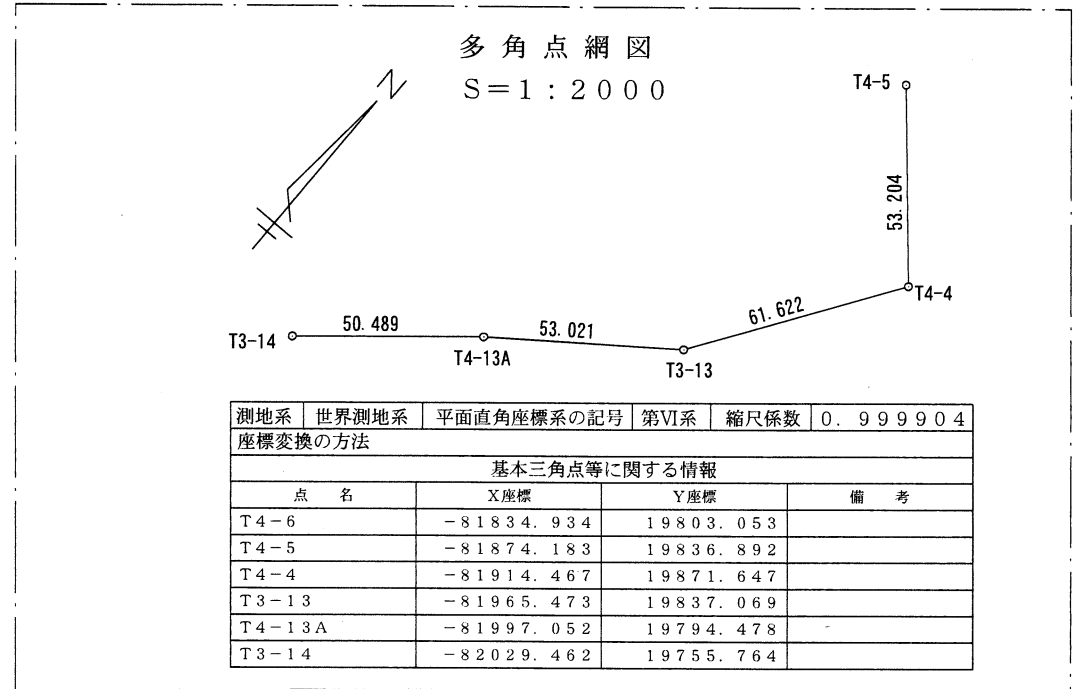 多角点網図
S=1:2000
N
T4-5
53.204
T4-4
61.622
50.489
53.021
T3-14
T4-13A
T3-13
測地系 世界測地系 平面直角座標系の記号 第VI系 縮尺係数 0.999904
座標変換の方法
基本三角点等に関する情報
点名 X座標 Y座標 備考
T4-6 -81834.934 19803.053
T4-5 -81874.183 19836.892
T4-4 -81914.467 19871.647
T3-13 -81965.473 19837.069
T4-13A -81997.052 19794.478
T3-14 -82029.462 19755.764